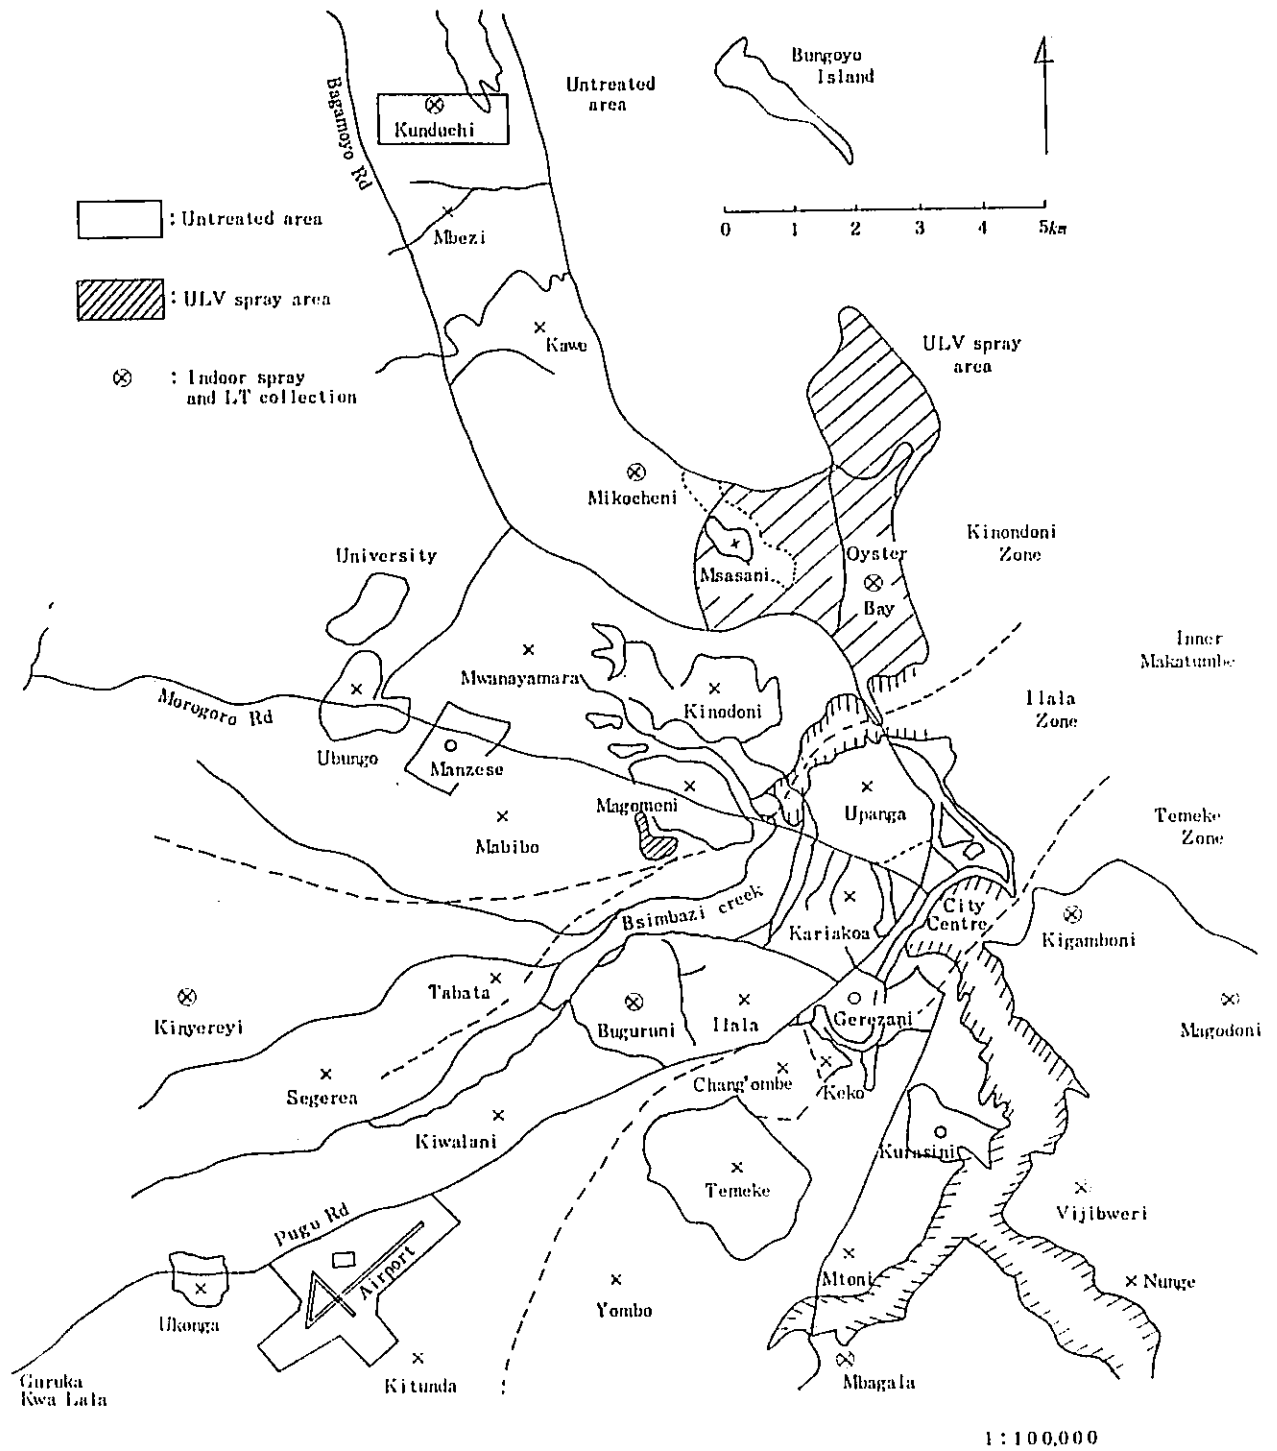 Bungoyo
Island
Untreated
area
Bagamoyo Rd
Kunduchi
: Untreated area
Mbezi
0 1 2 3 4 5km
: ULV spray area
Kawe
ULV spray
area
: Indoor spray
and LT collection
Mikocheni
Kinondoni
Zone
University
Msasani
Oyster
Bay
Inner
Makatumbe
Mwanayamara
Kinodoni
Ilala
Zone
Morogoro Rd
Ubungo
Manzese
Magomeni
Upanga
Temeke
Zone
Mabibo
Bsimbazi creek
Kariakoa
City
Centre
Kigamboni
Tabata
Kinyereyi
Buguruni
Ilala
Gerezani
Magodoni
Segerea
Chang'ombe
Keko
Kiwalani
Kurasini
Temeke
Vijibweri
Pugu Rd
Airport
Mtoni
Nunge
Yombo
Ukonga
Guruka
Kwa Lala
Kitunda
Mbagala
1:100,000